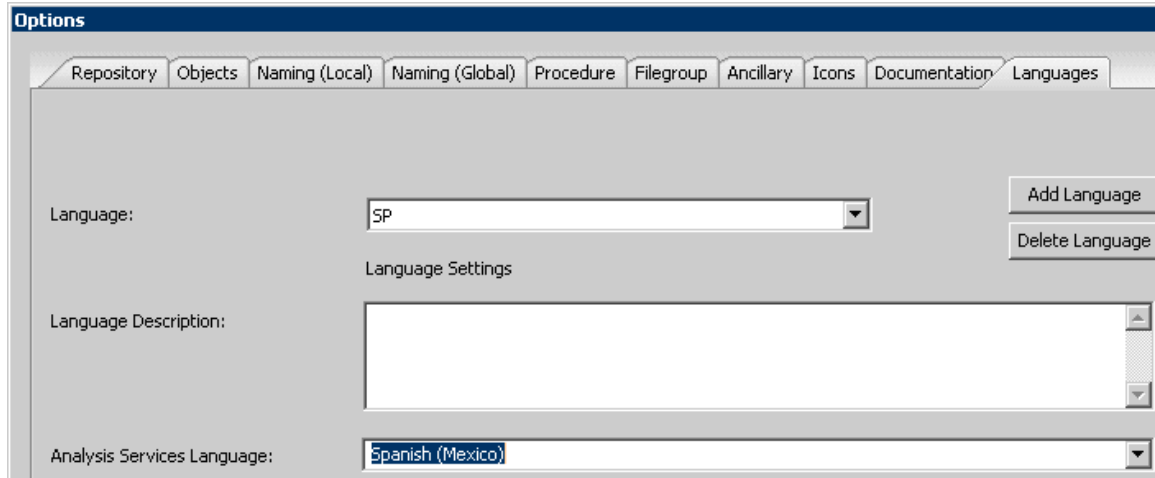 Options
Repository Objects Naming (Local) Naming (Global) Procedure Filegroup Ancillary Icons Documentation Languages
Add Language
Language: SP
Delete Language
Language Settings
Language Description:
Analysis Services Language: Spanish (Mexico)